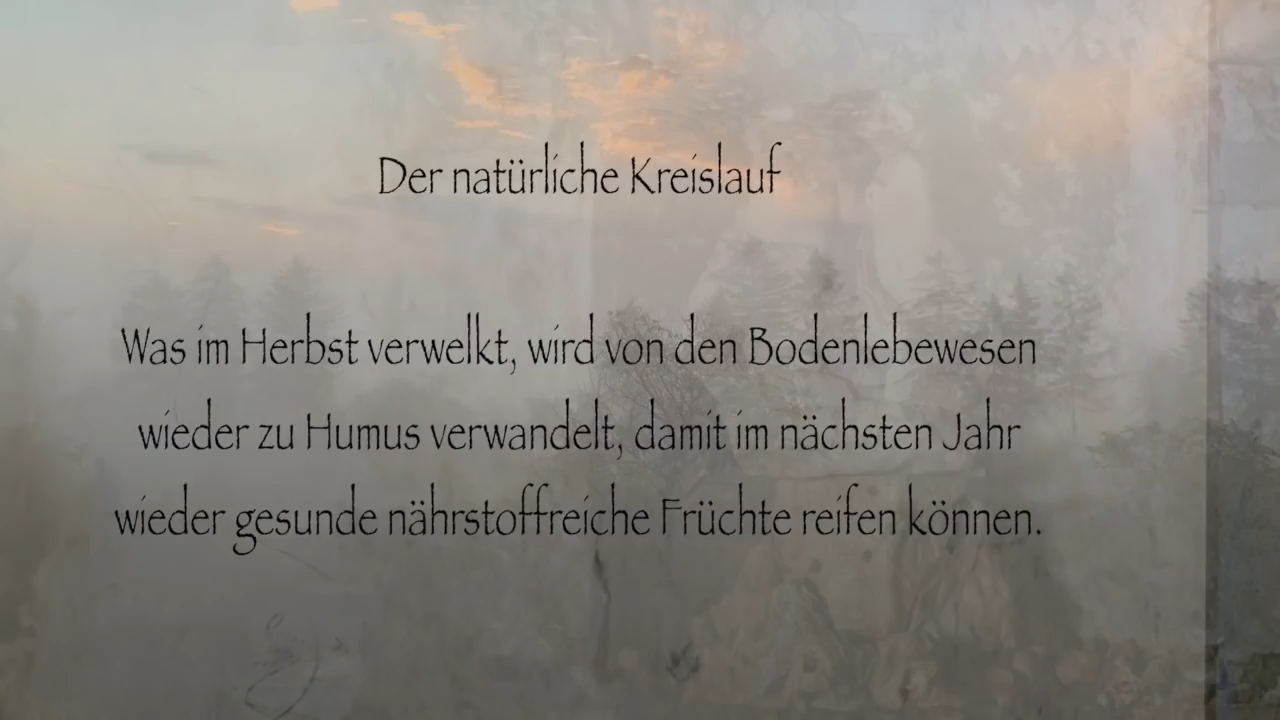 Der natürliche Kreislauf
Was im Herbst verwelkt, wird von den Bodenlebewesen
wieder zu Humus verwandelt, damit im nächsten Jahr
wieder gesunde nährstoffreiche Früchte reifen können.